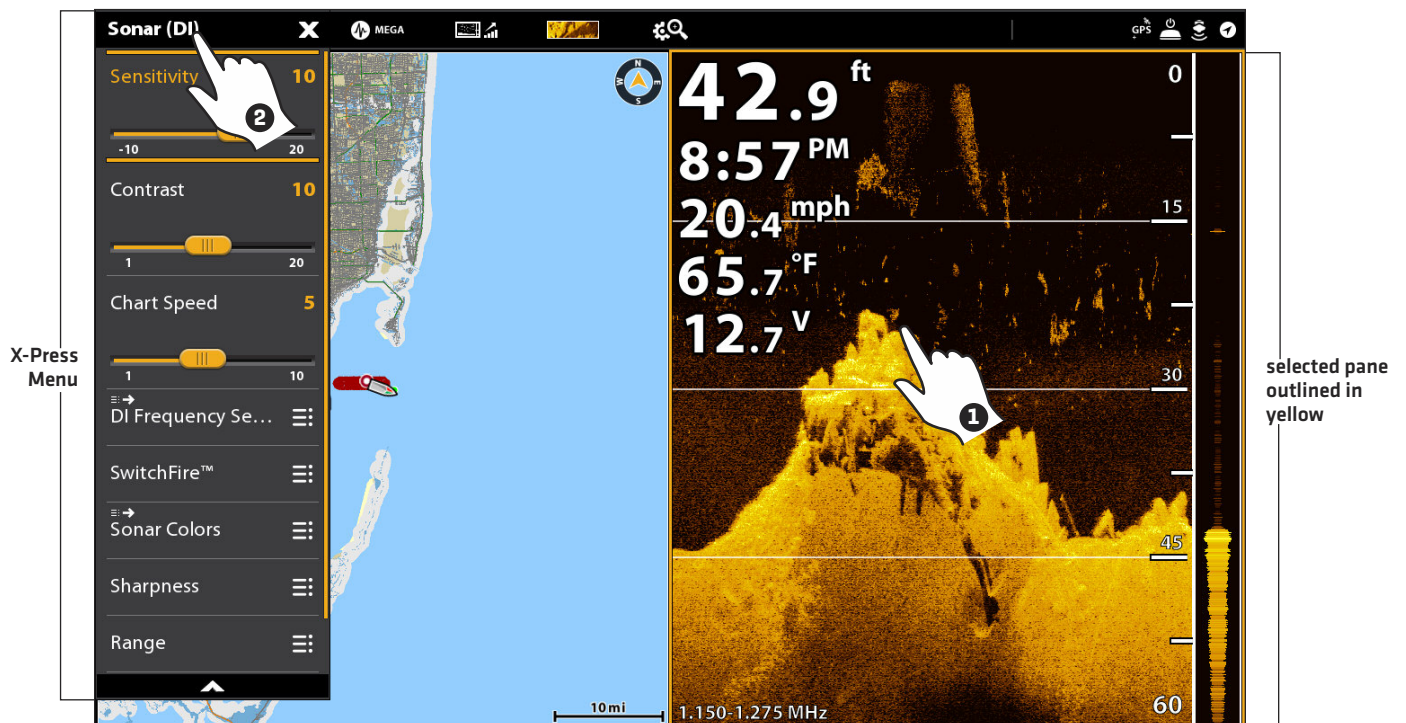 Sonar (DI)
X
MEGA
GPS
Sensitivity 10
-10 20
Contrast 10
1 20
Chart Speed 5
1 10
DI Frequency Se...
SwitchFire™
Sonar Colors
Sharpness
Range
2
X-Press
Menu
N
E
S
W
10 mi
42.9 ft
8:57 PM
20.4 mph
65.7 °F
12.7 V
1
0
15
30
45
60
1.150-1.275 MHz
selected pane
outlined in
yellow